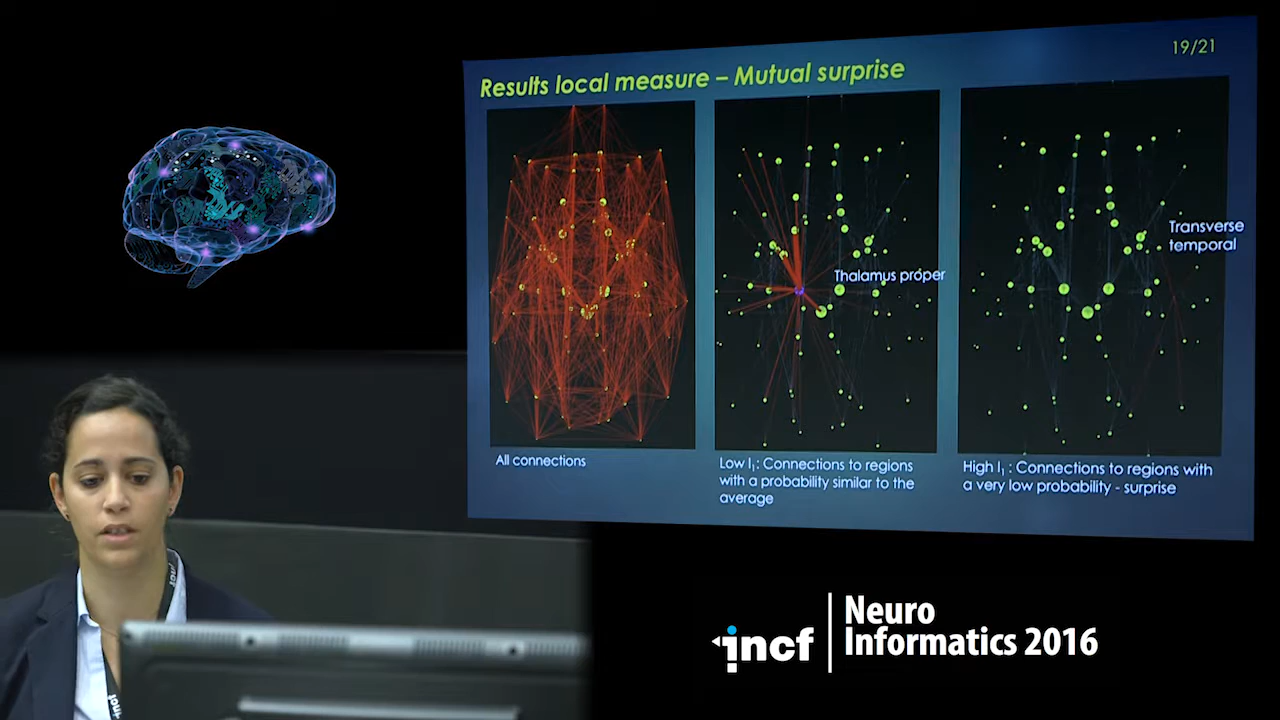 19/21
Results local measure – Mutual surprise
Transverse
temporal
Thalamus proper
All connections
Low I₁: Connections to regions
with a probability similar to the
average
High I₁ : Connections to regions with
a very low probability - surprise
incf
Neuro
Informatics 2016